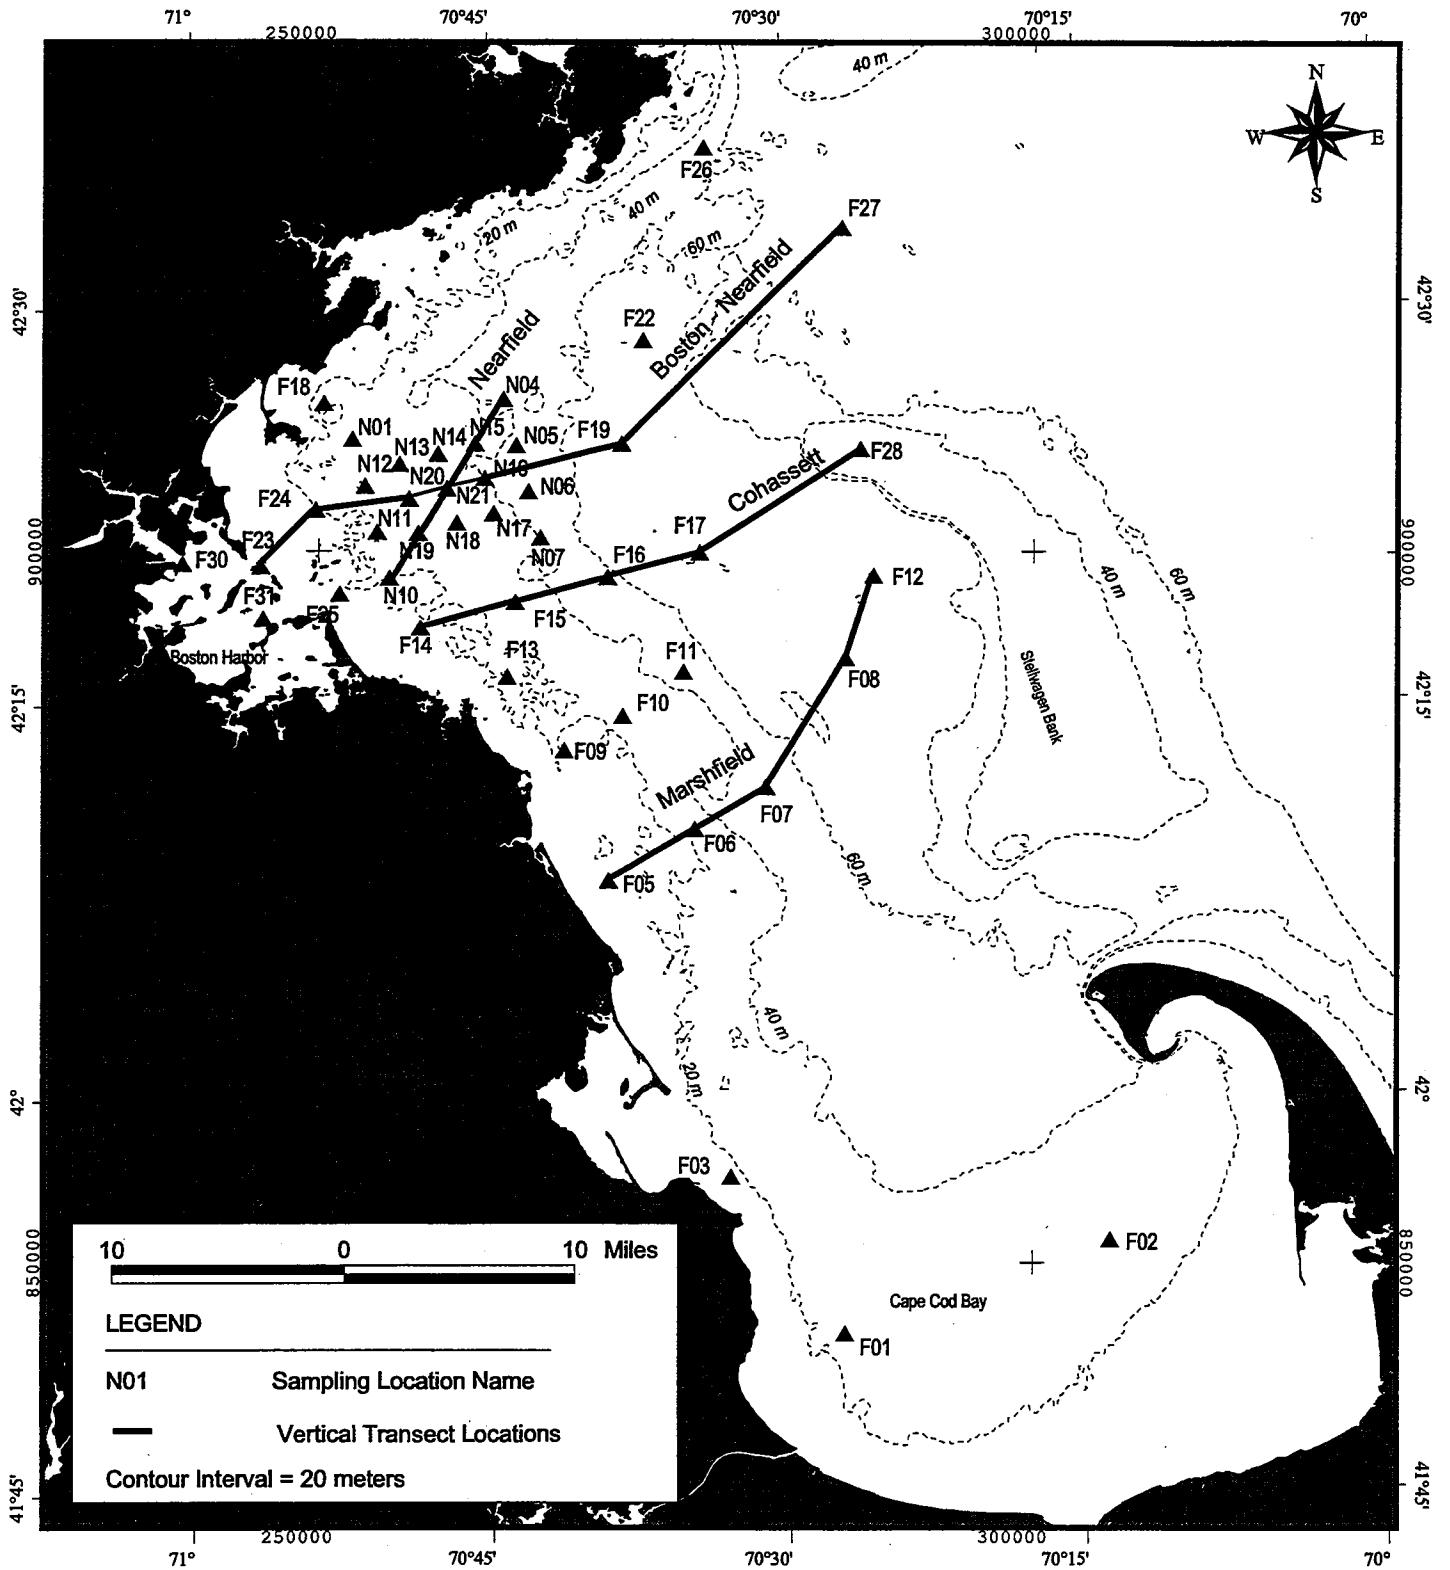 71° 70°45' 70°30' 70°15' 70°
250000 300000
40 m
N
W E
S
F26
40 m
20 m
60 m
F27
42°30' 42°30'
Boston - Nearfield
F22
Nearfield
F18
N04
N01
N13 N14 N15 N05 F19
N12 N20 N16
F28
Cohassett
F24
N21 N06
N11
N18 N17
F17
F23
N19
N07
F30
F16
F12
900000 900000
F31
F25
N10
F15
40 m
60 m
F14
Boston Harbor
F13
F11
F08
Stellwagen Bank
F10
42°15' 42°15'
F09
Marshfield
F07
F06
60 m
F05
40 m
20 m
42° 42°
F03
F02
850000 850000
Cape Cod Bay
F01
10 0 10 Miles
LEGEND
N01 Sampling Location Name
Vertical Transect Locations
Contour Interval = 20 meters
41°45' 41°45'
2500000 300000
71° 70°45' 70°30' 70°15' 70°